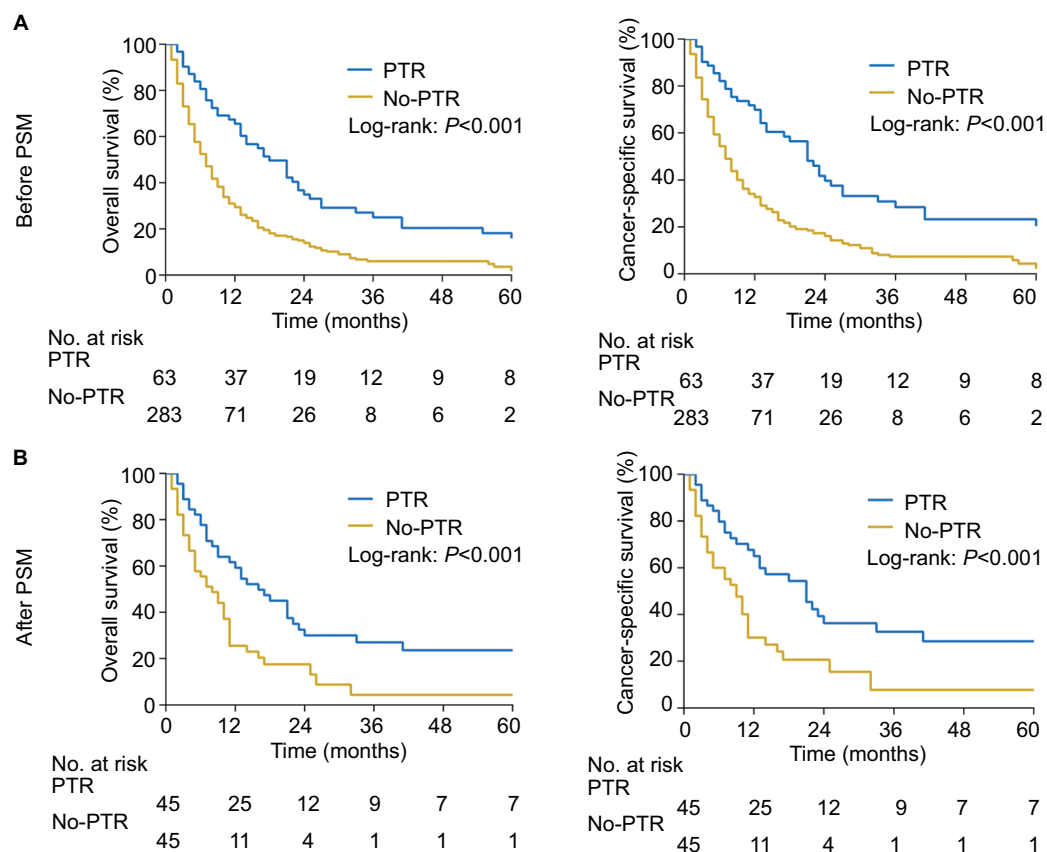 A
Before PSM
Overall survival (%)
100
80
60
40
20
0
0 12 24 36 48 60
Time (months)
PTR
No-PTR
Log-rank: P<0.001
No. at risk
PTR
63 37 19 12 9 8
No-PTR
283 71 26 8 6 2
Cancer-specific survival (%)
100
80
60
40
20
0
0 12 24 36 48 60
Time (months)
PTR
No-PTR
Log-rank: P<0.001
No. at risk
PTR
63 37 19 12 9 8
No-PTR
283 71 26 8 6 2
B
After PSM
Overall survival (%)
100
80
60
40
20
0
0 12 24 36 48 60
Time (months)
PTR
No-PTR
Log-rank: P<0.001
No. at risk
PTR
45 25 12 9 7 7
No-PTR
45 11 4 1 1 1
Cancer-specific survival (%)
100
80
60
40
20
0
0 12 24 36 48 60
Time (months)
PTR
No-PTR
Log-rank: P<0.001
No. at risk
PTR
45 25 12 9 7 7
No-PTR
45 11 4 1 1 1